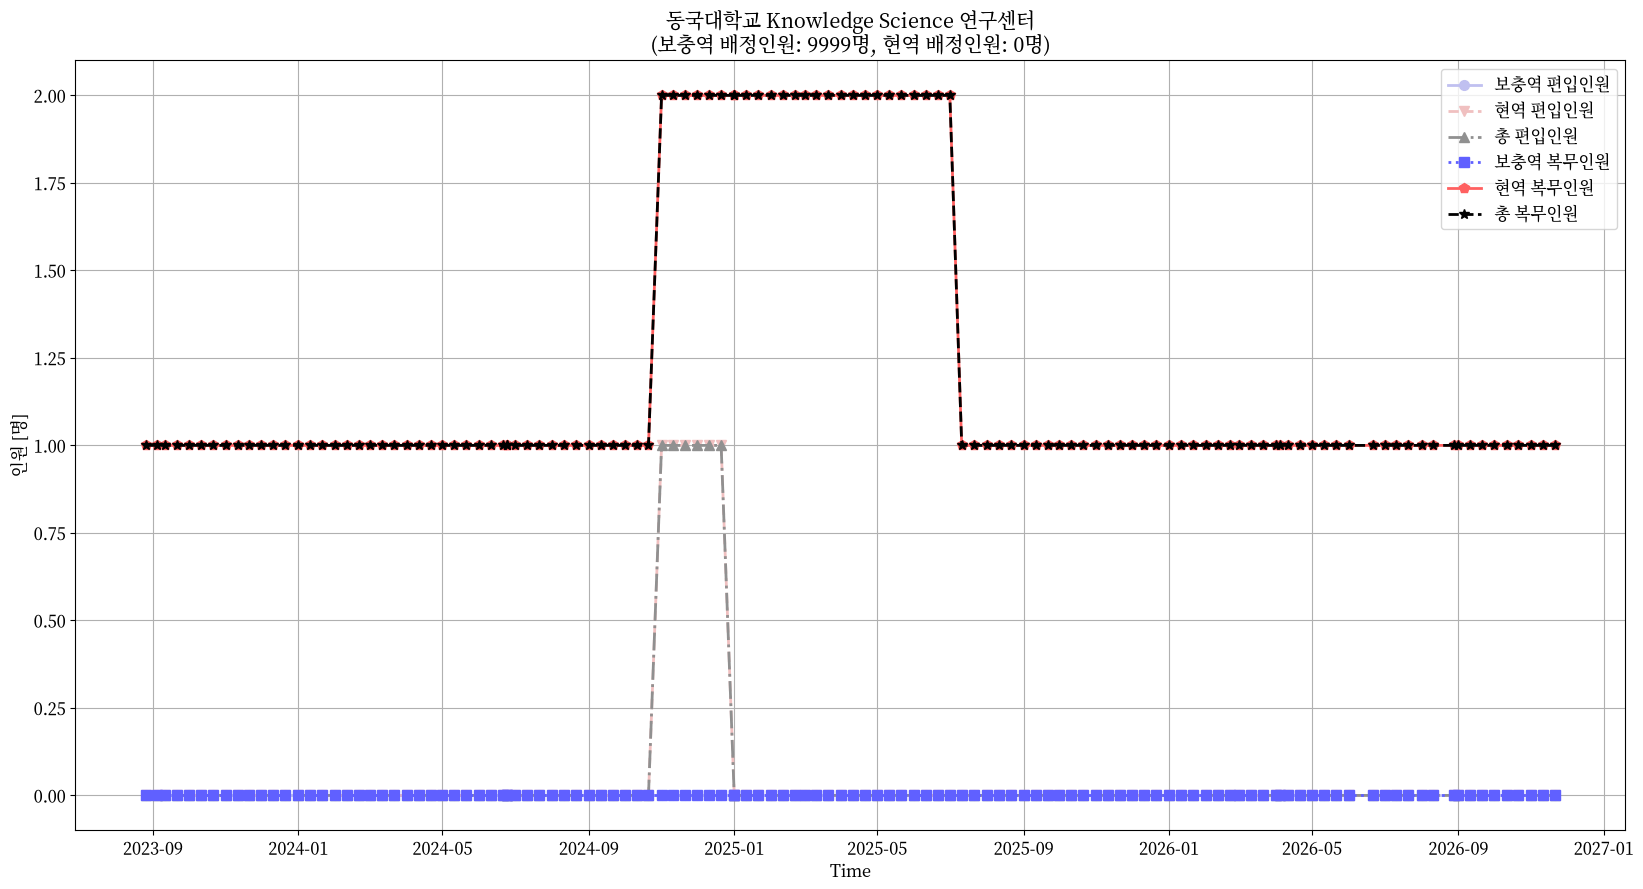 동국대학교 Knowledge Science 연구센터
(보충역 배정인원: 9999명, 현역 배정인원: 0명)
보충역 편입인원
현역 편입인원
총 편입인원
보충역 복무인원
현역 복무인원
총 복무인원
인원 [명]
2.00
1.75
1.50
1.25
1.00
0.75
0.50
0.25
0.00
2023-09
2024-01
2024-05
2024-09
2025-01
2025-05
2025-09
2026-01
2026-05
2026-09
2027-01
Time